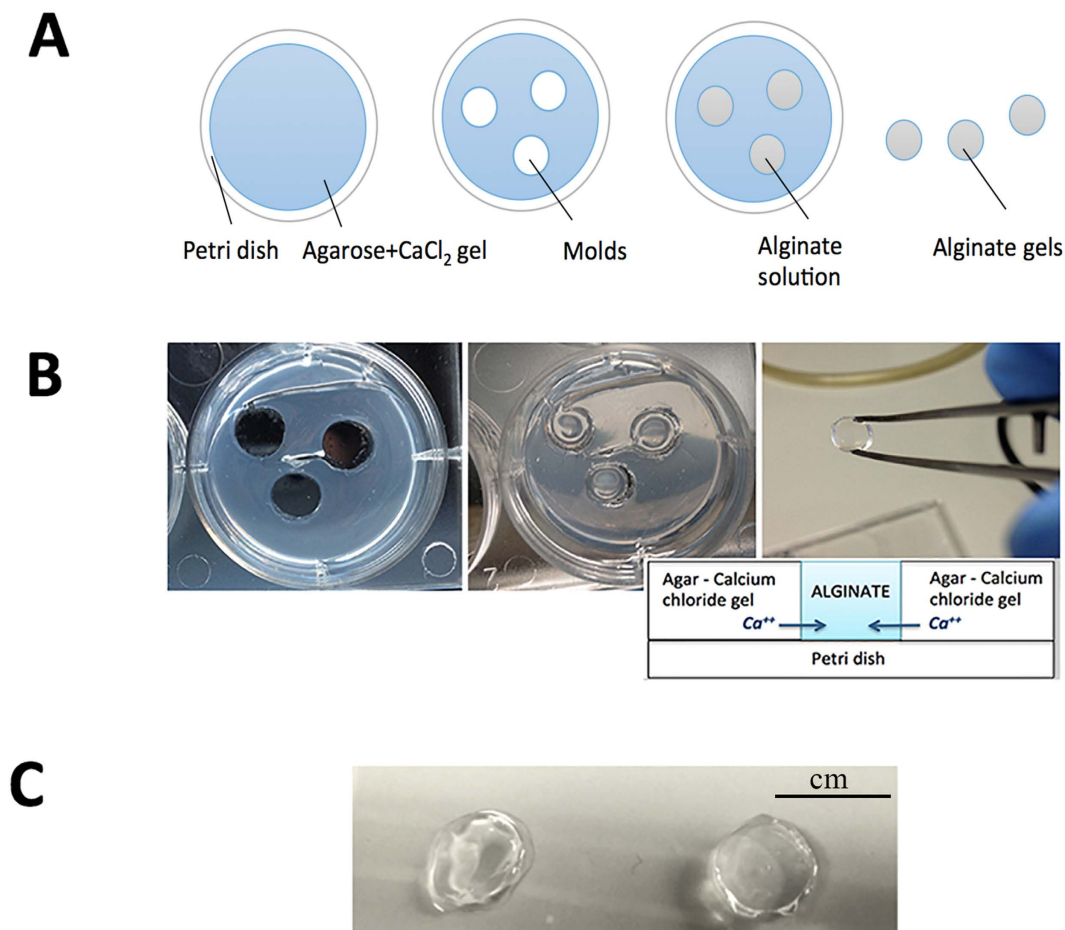 A
Petri dish
Agarose+CaCl₂ gel
Molds
Alginate
solution
Alginate gels
B
7
Agar - Calcium
chloride gel
Ca⁺⁺
ALGINATE
Agar - Calcium
chloride gel
Ca⁺⁺
Petri dish
C
cm